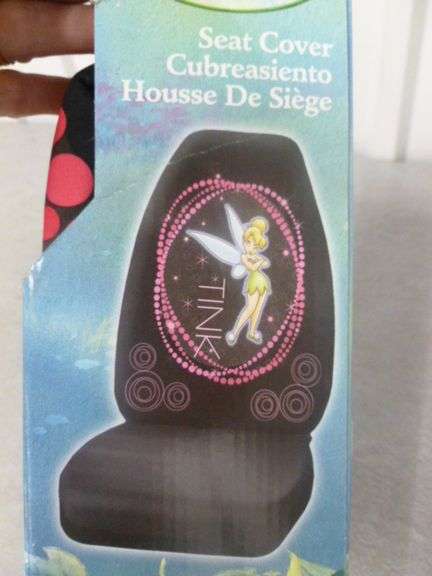 Seat Cover
Cubreasiento
Housse De Siège
TINK